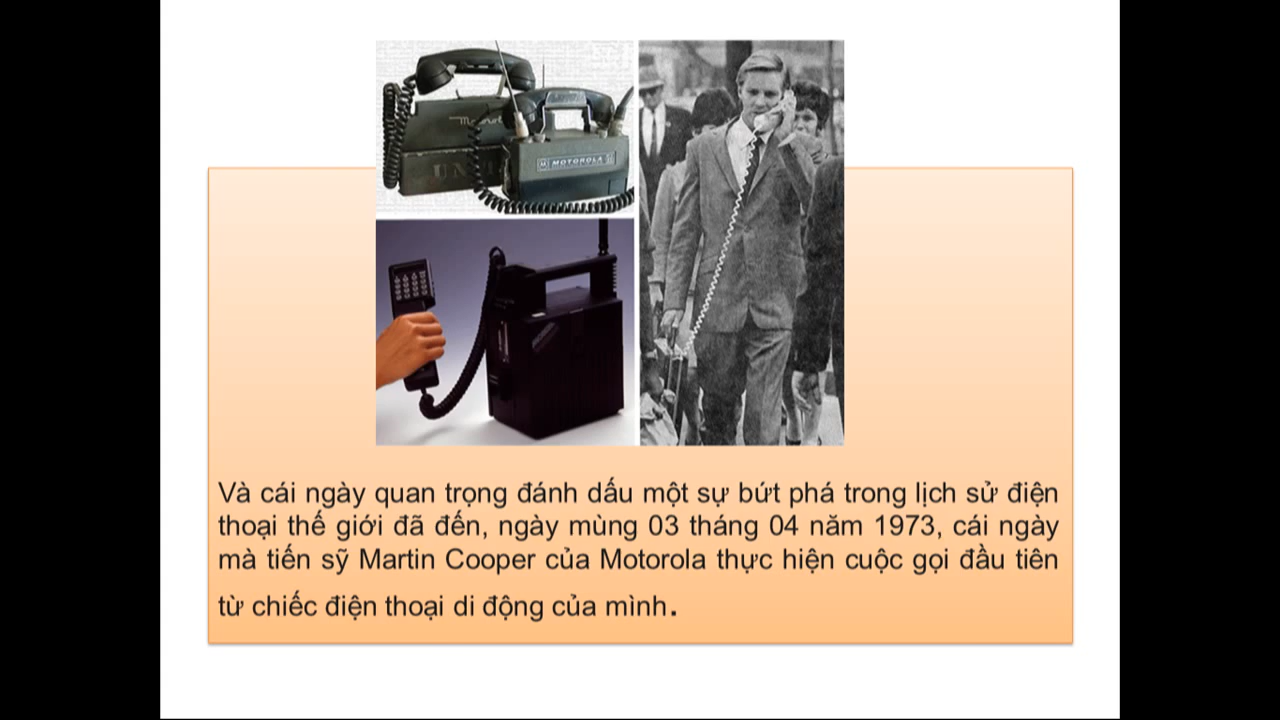 MOTOROLA
Và cái ngày quan trọng đánh dấu một sự bứt phá trong lịch sử điện
thoại thế giới đã đến, ngày mùng 03 tháng 04 năm 1973, cái ngày
mà tiến sỹ Martin Cooper của Motorola thực hiện cuộc gọi đầu tiên
từ chiếc điện thoại di động của mình.